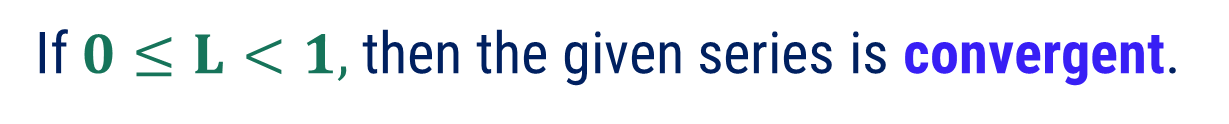 If 0 ≤ L < 1, then the given series is convergent.